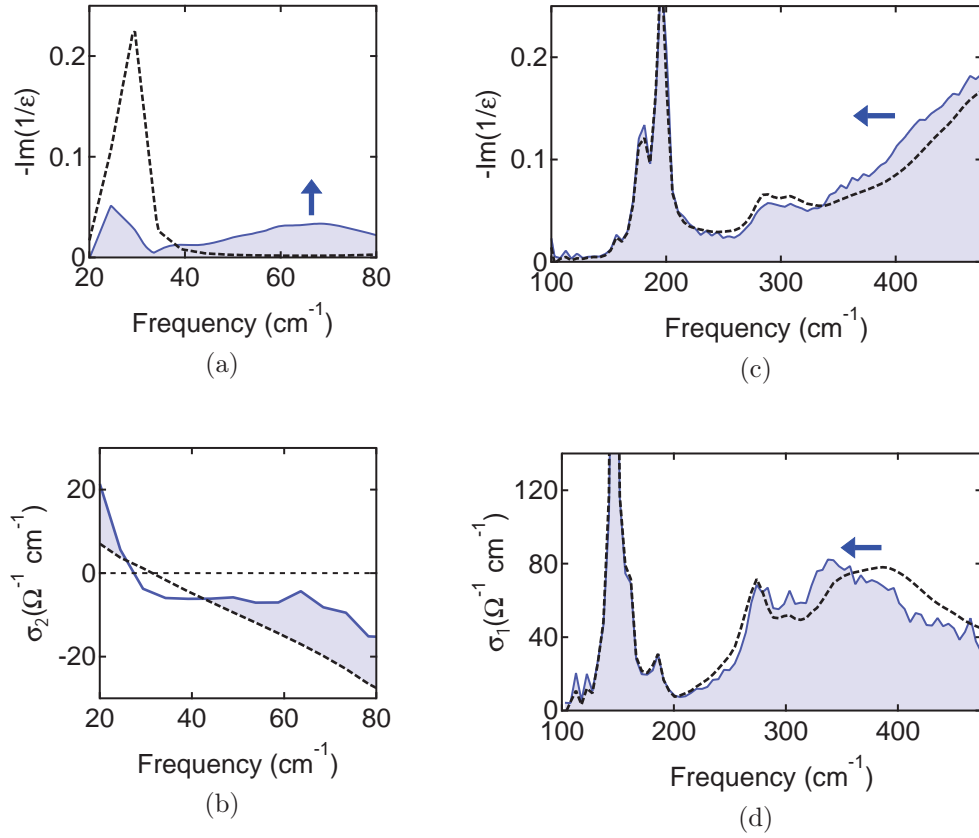 -Im(1/ε)
0.2
0.1
0
20 40 60 80
Frequency (cm⁻¹)
(a)
-Im(1/ε)
0.2
0.1
0
100 200 300 400
Frequency (cm⁻¹)
(c)
σ₂(Ω⁻¹ cm⁻¹)
20
0
-20
20 40 60 80
Frequency (cm⁻¹)
(b)
σ₁(Ω⁻¹ cm⁻¹)
120
80
40
0
100 200 300 400
Frequency (cm⁻¹)
(d)